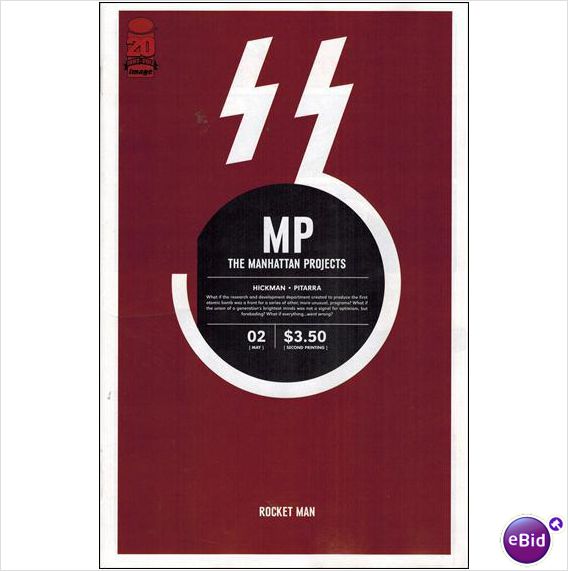 20
image
MP
THE MANHATTAN PROJECTS
HICKMAN • PITARRA
What if the research and development department created to produce the first
atomic bomb was a front for a series of other, more unusual, programs? What if
the union of a generation's brightest minds was not a signal for optimism, but
foreboding? What if everything...went wrong?
02 $3.50
[ MAY ] [ SECOND PRINTING ]
ROCKET MAN
eBid